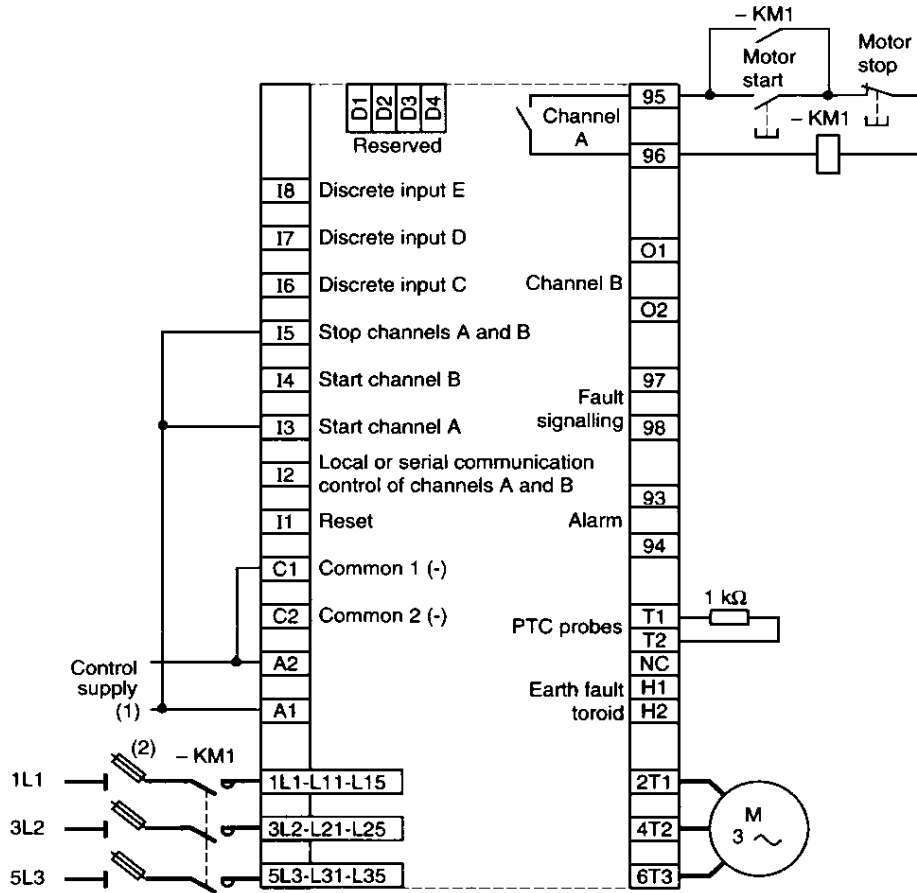 – KM1
Motor
start
Motor
stop
– KM1
D1
D2
D3
D4
Reserved
Channel
A
95
96
I8 Discrete input E
I7 Discrete input D
I6 Discrete input C
I5 Stop channels A and B
I4 Start channel B
I3 Start channel A
I2 Local or serial communication
control of channels A and B
I1 Reset
C1 Common 1 (-)
C2 Common 2 (-)
A2
A1
Control
supply
(1)
O1
Channel B
O2
97
Fault
signalling
98
93
Alarm
94
1 kΩ
PTC probes
T1
T2
NC
Earth fault
toroid
H1
H2
(2)
– KM1
1L1
1L1-L11-L15
3L2
3L2-L21-L25
5L3
5L3-L31-L35
2T1
4T2
6T3
M
3 ~